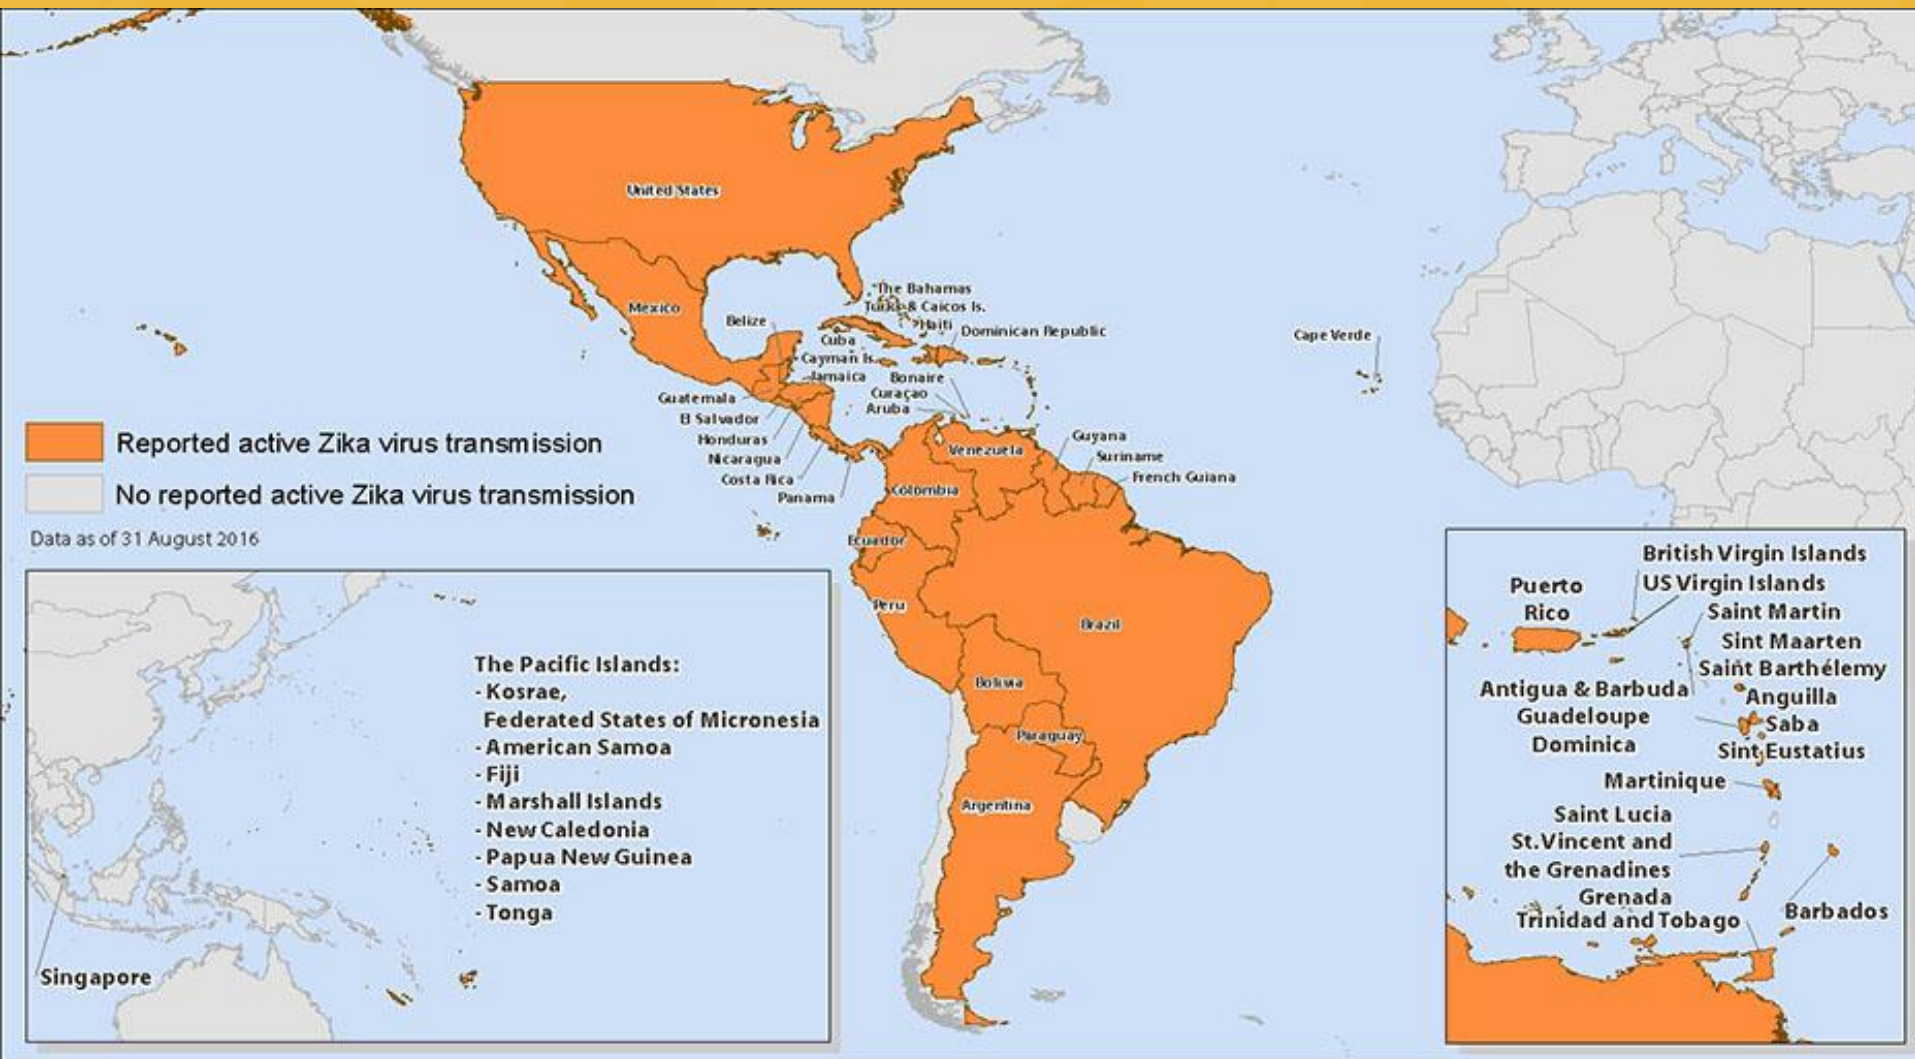 United States
Mexico
Belize
The Bahamas
Turks & Caicos Is.
Haiti
Dominican Republic
Cuba
Cayman Is.
Jamaica
Bonaire
Curaçao
Aruba
Guatemala
El Salvador
Honduras
Nicaragua
Costa Rica
Panama
Cape Verde
Venezuela
Guyana
Suriname
French Guiana
Colombia
Ecuador
Peru
Brazil
Bolivia
Paraguay
Argentina
Reported active Zika virus transmission
No reported active Zika virus transmission
Data as of 31 August 2016
The Pacific Islands:
- Kosrae,
Federated States of Micronesia
- American Samoa
- Fiji
- Marshall Islands
- New Caledonia
- Papua New Guinea
- Samoa
- Tonga
Singapore
British Virgin Islands
Puerto
Rico
US Virgin Islands
Saint Martin
Sint Maarten
Saint Barthélemy
Antigua & Barbuda
Anguilla
Guadeloupe
Saba
Dominica
Sint Eustatius
Martinique
Saint Lucia
St.Vincent and
the Grenadines
Grenada
Trinidad and Tobago
Barbados